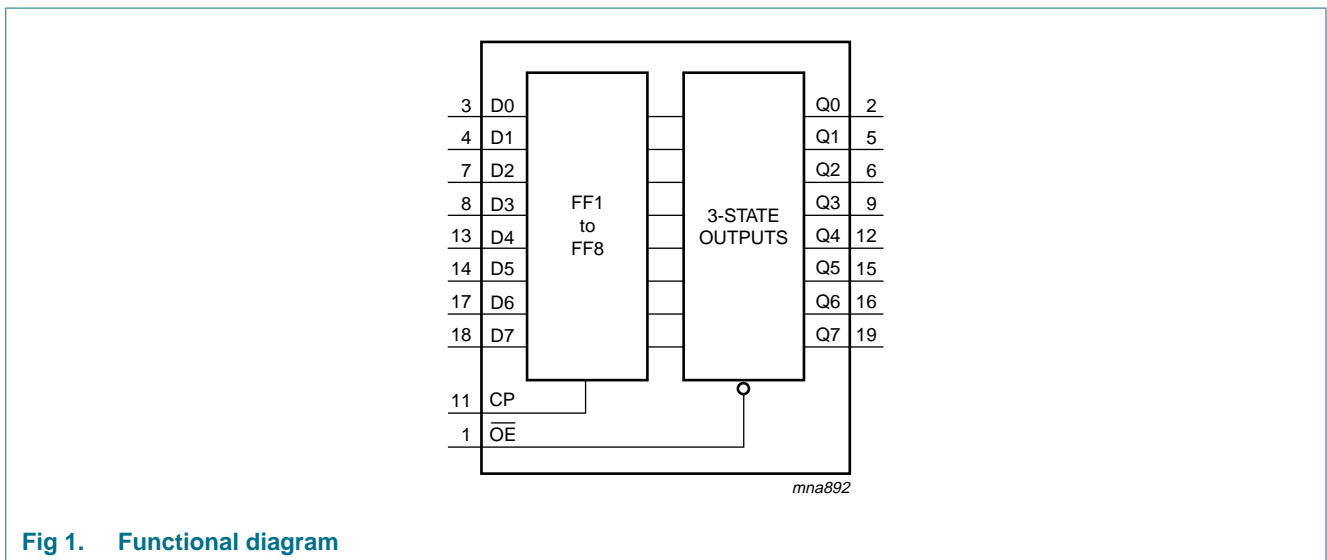 3 D0 Q0 2
4 D1 Q1 5
7 D2 Q2 6
8 D3 FF1 Q3 9
to 3-STATE
13 D4 FF8 OUTPUTS Q4 12
14 D5 Q5 15
17 D6 Q6 16
18 D7 Q7 19
11 CP
1 O̅E̅
mna892
Fig 1. Functional diagram